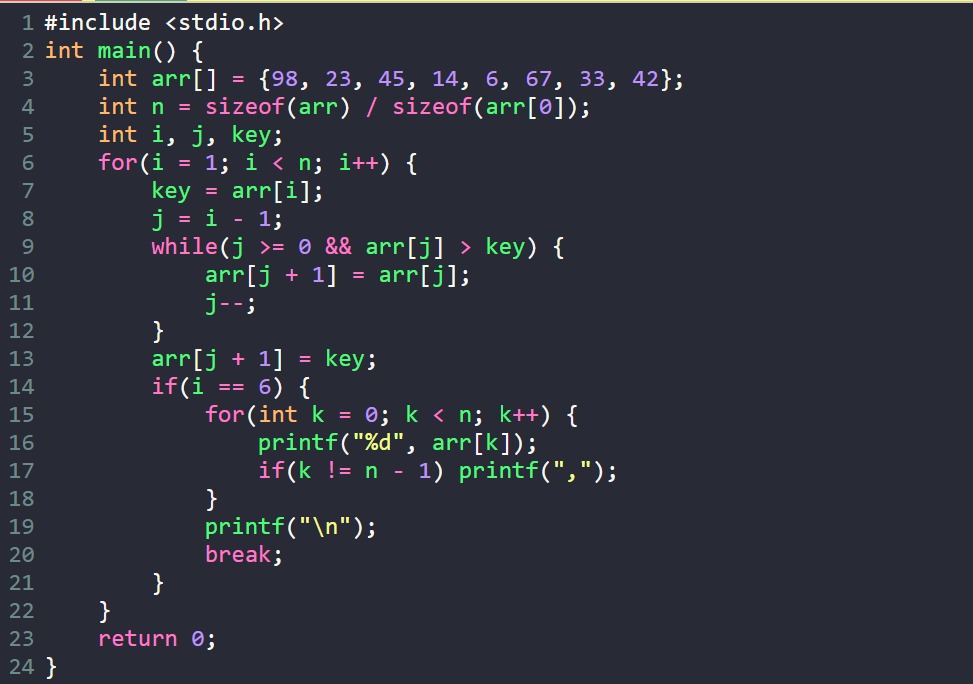 1 #include <stdio.h>
2 int main() {
3     int arr[] = {98, 23, 45, 14, 6, 67, 33, 42};
4     int n = sizeof(arr) / sizeof(arr[0]);
5     int i, j, key;
6     for(i = 1; i < n; i++) {
7         key = arr[i];
8         j = i - 1;
9         while(j >= 0 && arr[j] > key) {
10             arr[j + 1] = arr[j];
11             j--;
12         }
13         arr[j + 1] = key;
14         if(i == 6) {
15             for(int k = 0; k < n; k++) {
16                 printf("%d", arr[k]);
17                 if(k != n - 1) printf(",");
18             }
19             printf("\n");
20             break;
21         }
22     }
23     return 0;
24 }